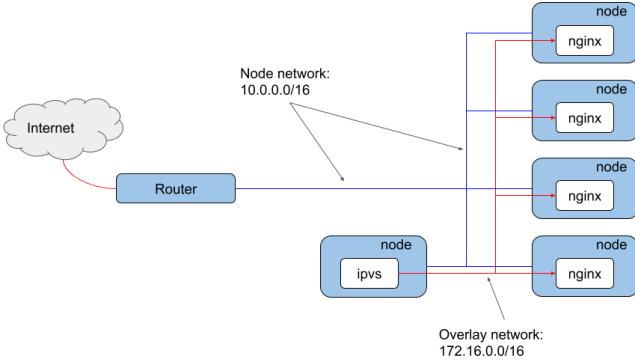 node
nginx
Node network:
10.0.0.0/16
node
nginx
Internet
node
Router
nginx
node
node
ipvs
nginx
Overlay network:
172.16.0.0/16